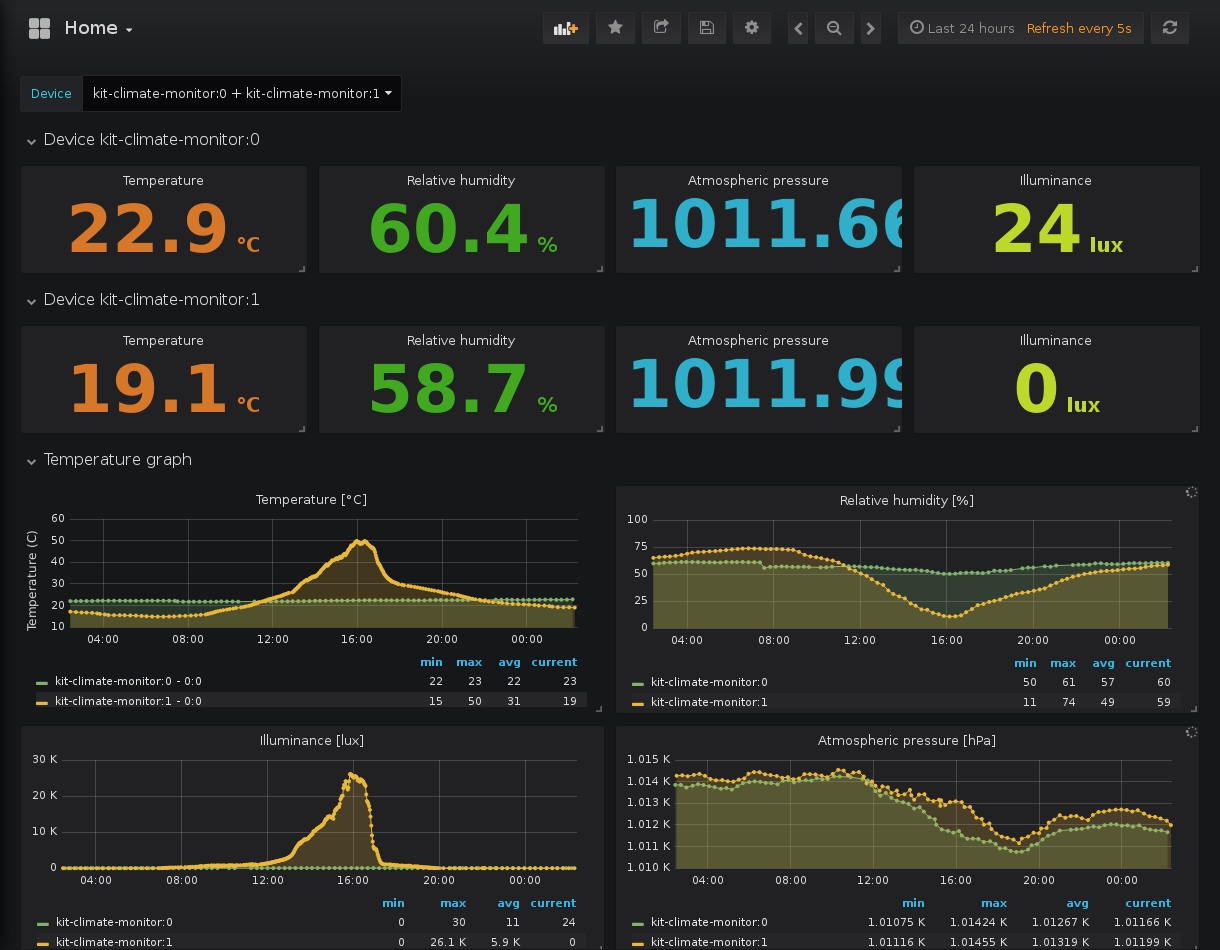 Home
Last 24 hours Refresh every 5s
Device kit-climate-monitor:0 + kit-climate-monitor:1
Device kit-climate-monitor:0
Temperature Relative humidity Atmospheric pressure Illuminance
22.9 °C 60.4 % 1011.66 24 lux
Device kit-climate-monitor:1
Temperature Relative humidity Atmospheric pressure Illuminance
19.1 °C 58.7 % 1011.99 0 lux
Temperature graph
Temperature [°C]
Temperature (C)
60
50
40
30
20
10
04:00 08:00 12:00 16:00 20:00 00:00
min max avg current
kit-climate-monitor:0 - 0:0 22 23 22 23
kit-climate-monitor:1 - 0:0 15 50 31 19
Relative humidity [%]
100
75
50
25
0
04:00 08:00 12:00 16:00 20:00 00:00
min max avg current
kit-climate-monitor:0 50 61 57 60
kit-climate-monitor:1 11 74 49 59
Illuminance [lux]
30 K
20 K
10 K
0
04:00 08:00 12:00 16:00 20:00 00:00
min max avg current
kit-climate-monitor:0 0 30 11 24
kit-climate-monitor:1 0 26.1 K 5.9 K 0
Atmospheric pressure [hPa]
1.015 K
1.014 K
1.013 K
1.012 K
1.011 K
1.010 K
04:00 08:00 12:00 16:00 20:00 00:00
min max avg current
kit-climate-monitor:0 1.01075 K 1.01424 K 1.01267 K 1.01166 K
kit-climate-monitor:1 1.01116 K 1.01455 K 1.01319 K 1.01199 K